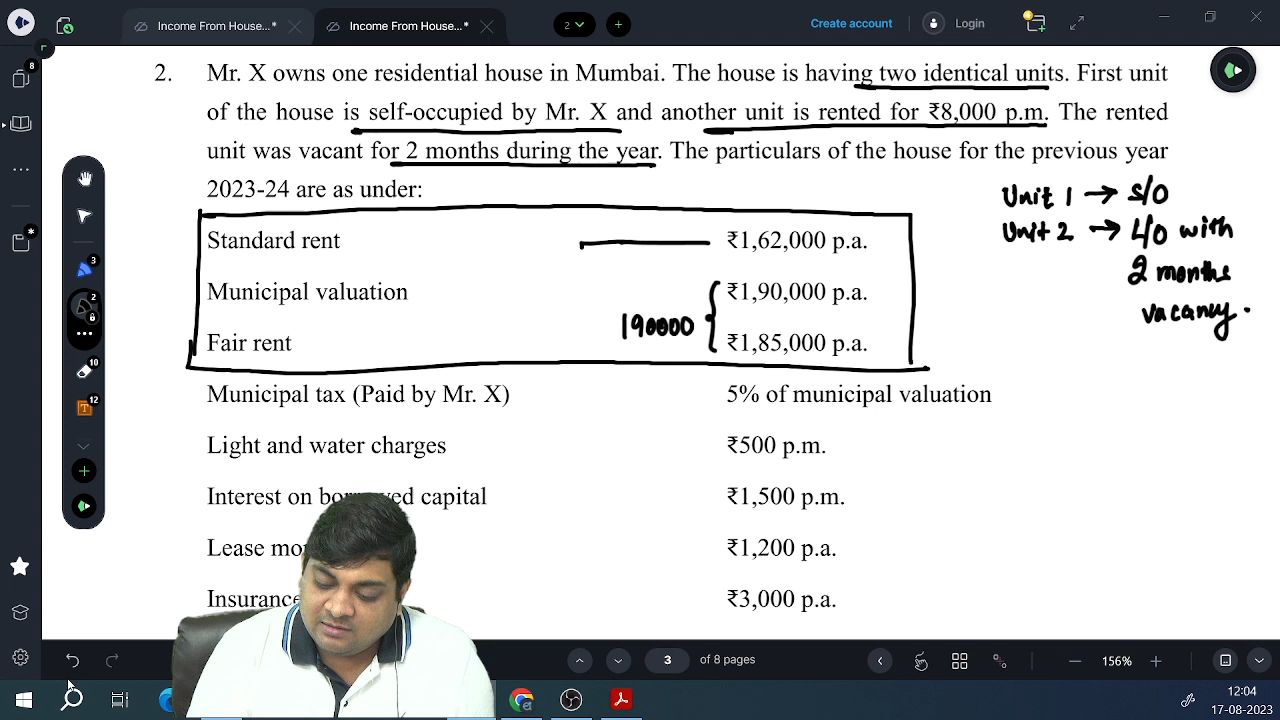 Income From House...*
Income From House...*
2
Create account
Login
2. Mr. X owns one residential house in Mumbai. The house is having two identical units. First unit
of the house is self-occupied by Mr. X and another unit is rented for ₹8,000 p.m. The rented
unit was vacant for 2 months during the year. The particulars of the house for the previous year
2023-24 are as under:
Unit 1 → S/O
Standard rent ₹1,62,000 p.a.
Unit 2 → L/O with
2 months
Municipal valuation ₹1,90,000 p.a.
vacancy.
190000
Fair rent ₹1,85,000 p.a.
Municipal tax (Paid by Mr. X) 5% of municipal valuation
Light and water charges ₹500 p.m.
Interest on capital ₹1,500 p.m.
Lease ₹1,200 p.a.
Insurance ₹3,000 p.a.
8
3
2
10
12
T
3 of 8 pages
156%
12:04
17-08-2023